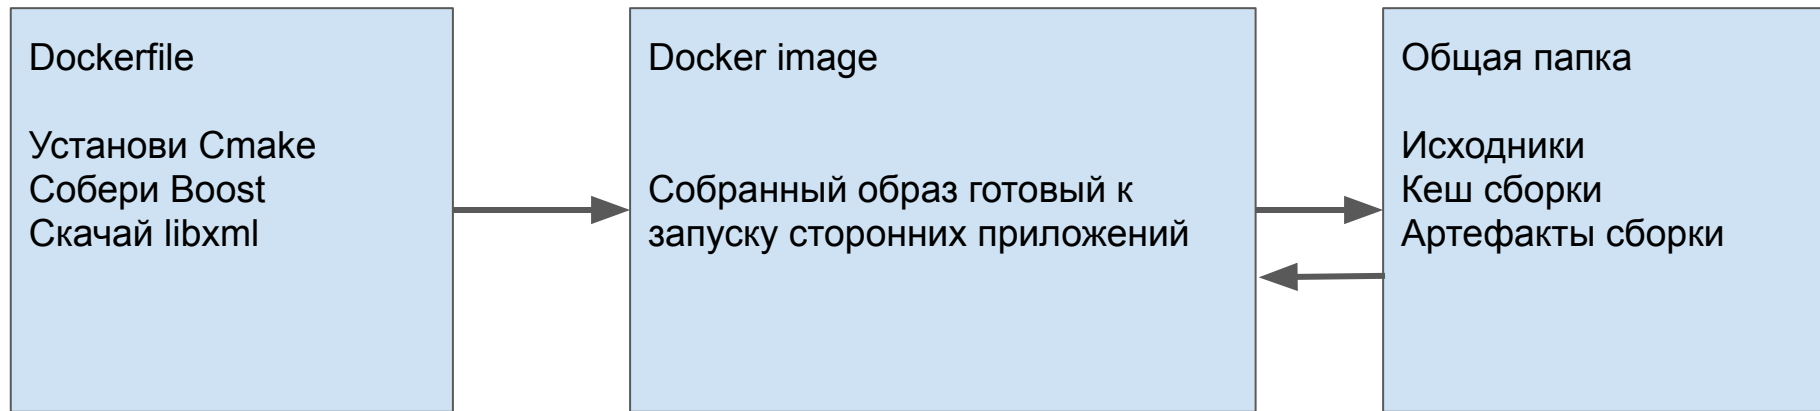 Dockerfile
Установи Cmake
Собери Boost
Скачай libxml
Docker image
Собранный образ готовый к
запуску сторонних приложений
Общая папка
Исходники
Кеш сборки
Артефакты сборки